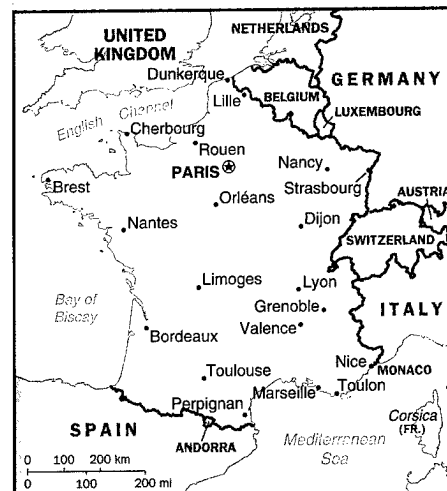 UNITED
KINGDOM
NETHERLANDS
Dunkerque
GERMANY
BELGIUM
Lille
LUXEMBOURG
English Channel
Cherbourg
Rouen
PARIS
Nancy
Strasbourg
Brest
Orléans
AUSTRIA
Nantes
Dijon
SWITZERLAND
Limoges
Lyon
Bay of
Biscay
Grenoble
ITALY
Valence
Bordeaux
Nice
MONACO
Toulouse
Marseille
Toulon
Perpignan
Corsica
(FR.)
SPAIN
ANDORRA
Mediterranean
Sea
0 100 200 km
0 100 200 mi